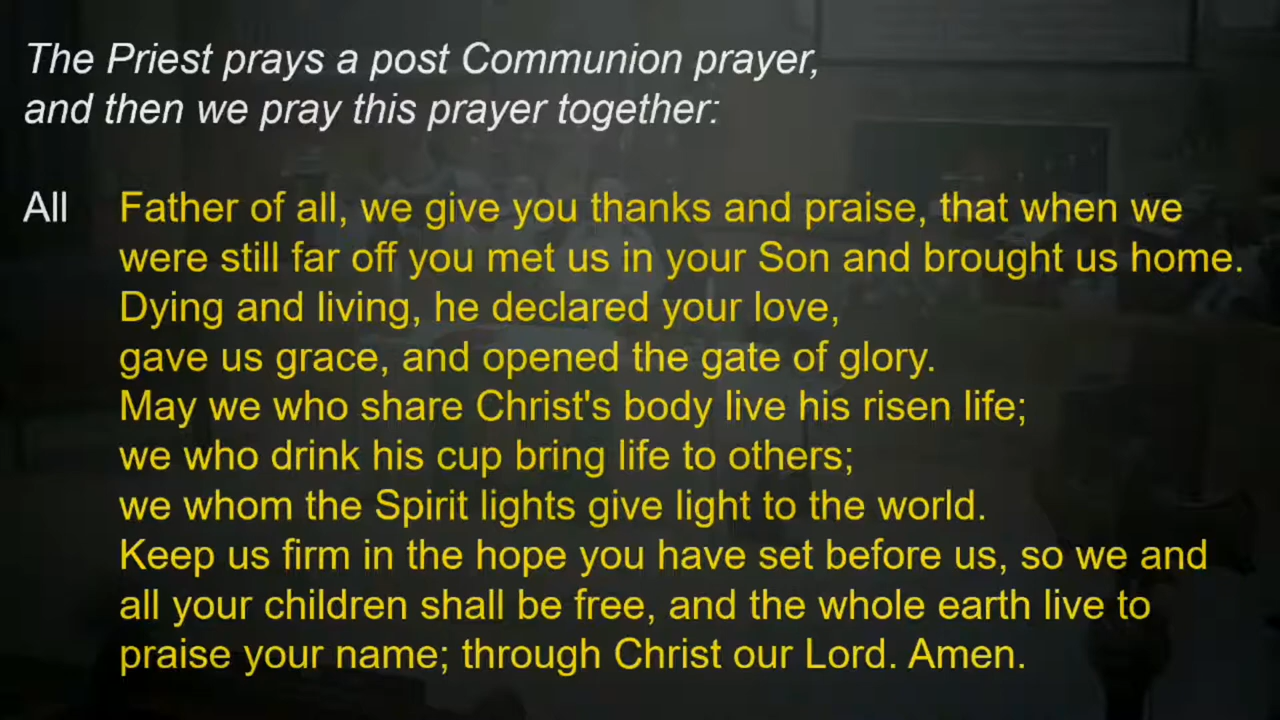 The Priest prays a post Communion prayer,
and then we pray this prayer together:
All Father of all, we give you thanks and praise, that when we
were still far off you met us in your Son and brought us home.
Dying and living, he declared your love,
gave us grace, and opened the gate of glory.
May we who share Christ's body live his risen life;
we who drink his cup bring life to others;
we whom the Spirit lights give light to the world.
Keep us firm in the hope you have set before us, so we and
all your children shall be free, and the whole earth live to
praise your name; through Christ our Lord. Amen.